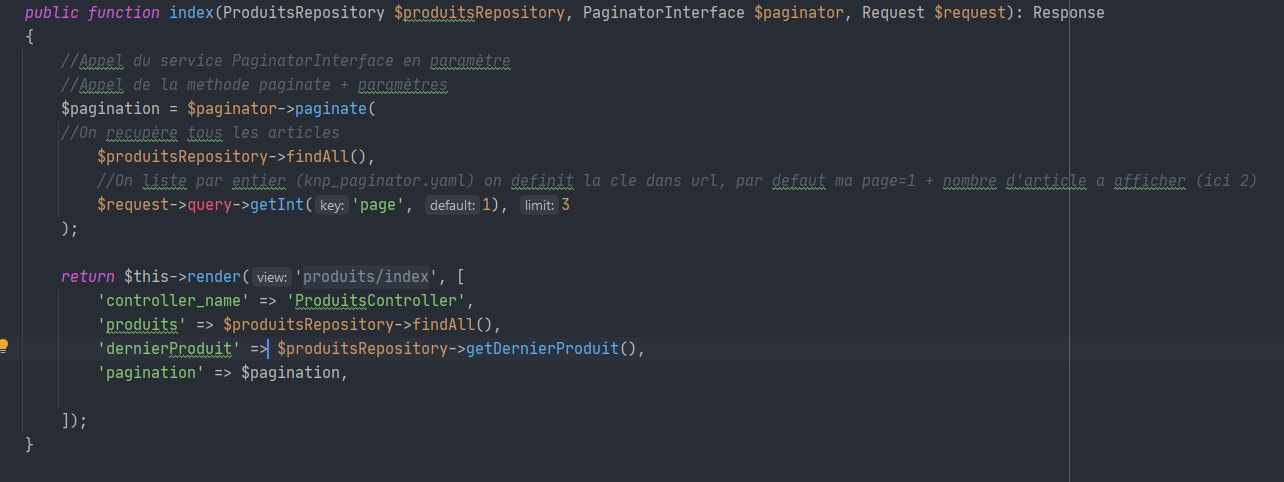 public function index(ProduitsRepository $produitsRepository, PaginatorInterface $paginator, Request $request): Response
{
//Appel du service PaginatorInterface en paramètre
//Appel de la methode paginate + paramètres
$pagination = $paginator->paginate(
//On recupère tous les articles
$produitsRepository->findAll(),
//On liste par entier (knp_paginator.yaml) on definit la cle dans url, par defaut ma page=1 + nombre d'article a afficher (ici 2)
$request->query->getInt( key: 'page', default: 1), limit: 3
);
return $this->render( view: 'produits/index', [
'controller_name' => 'ProduitsController',
'produits' => $produitsRepository->findAll(),
'dernierProduit' => $produitsRepository->getDernierProduit(),
'pagination' => $pagination,
]);
}